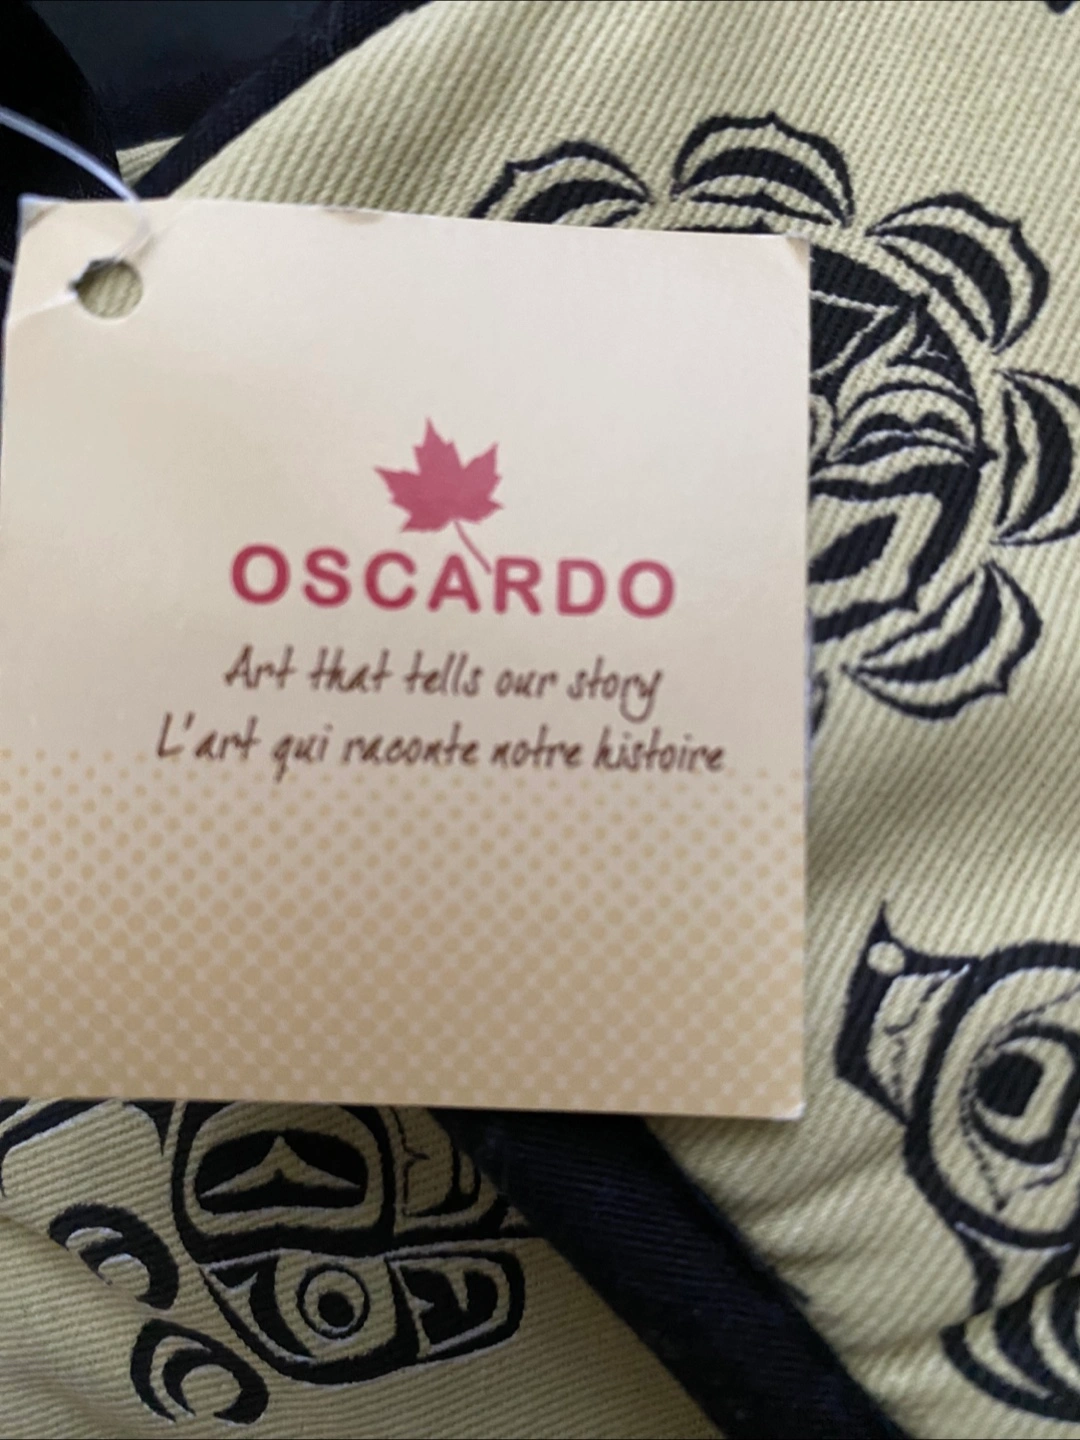 OSCARDO
Art that tells our story
L'art qui raconte notre histoire